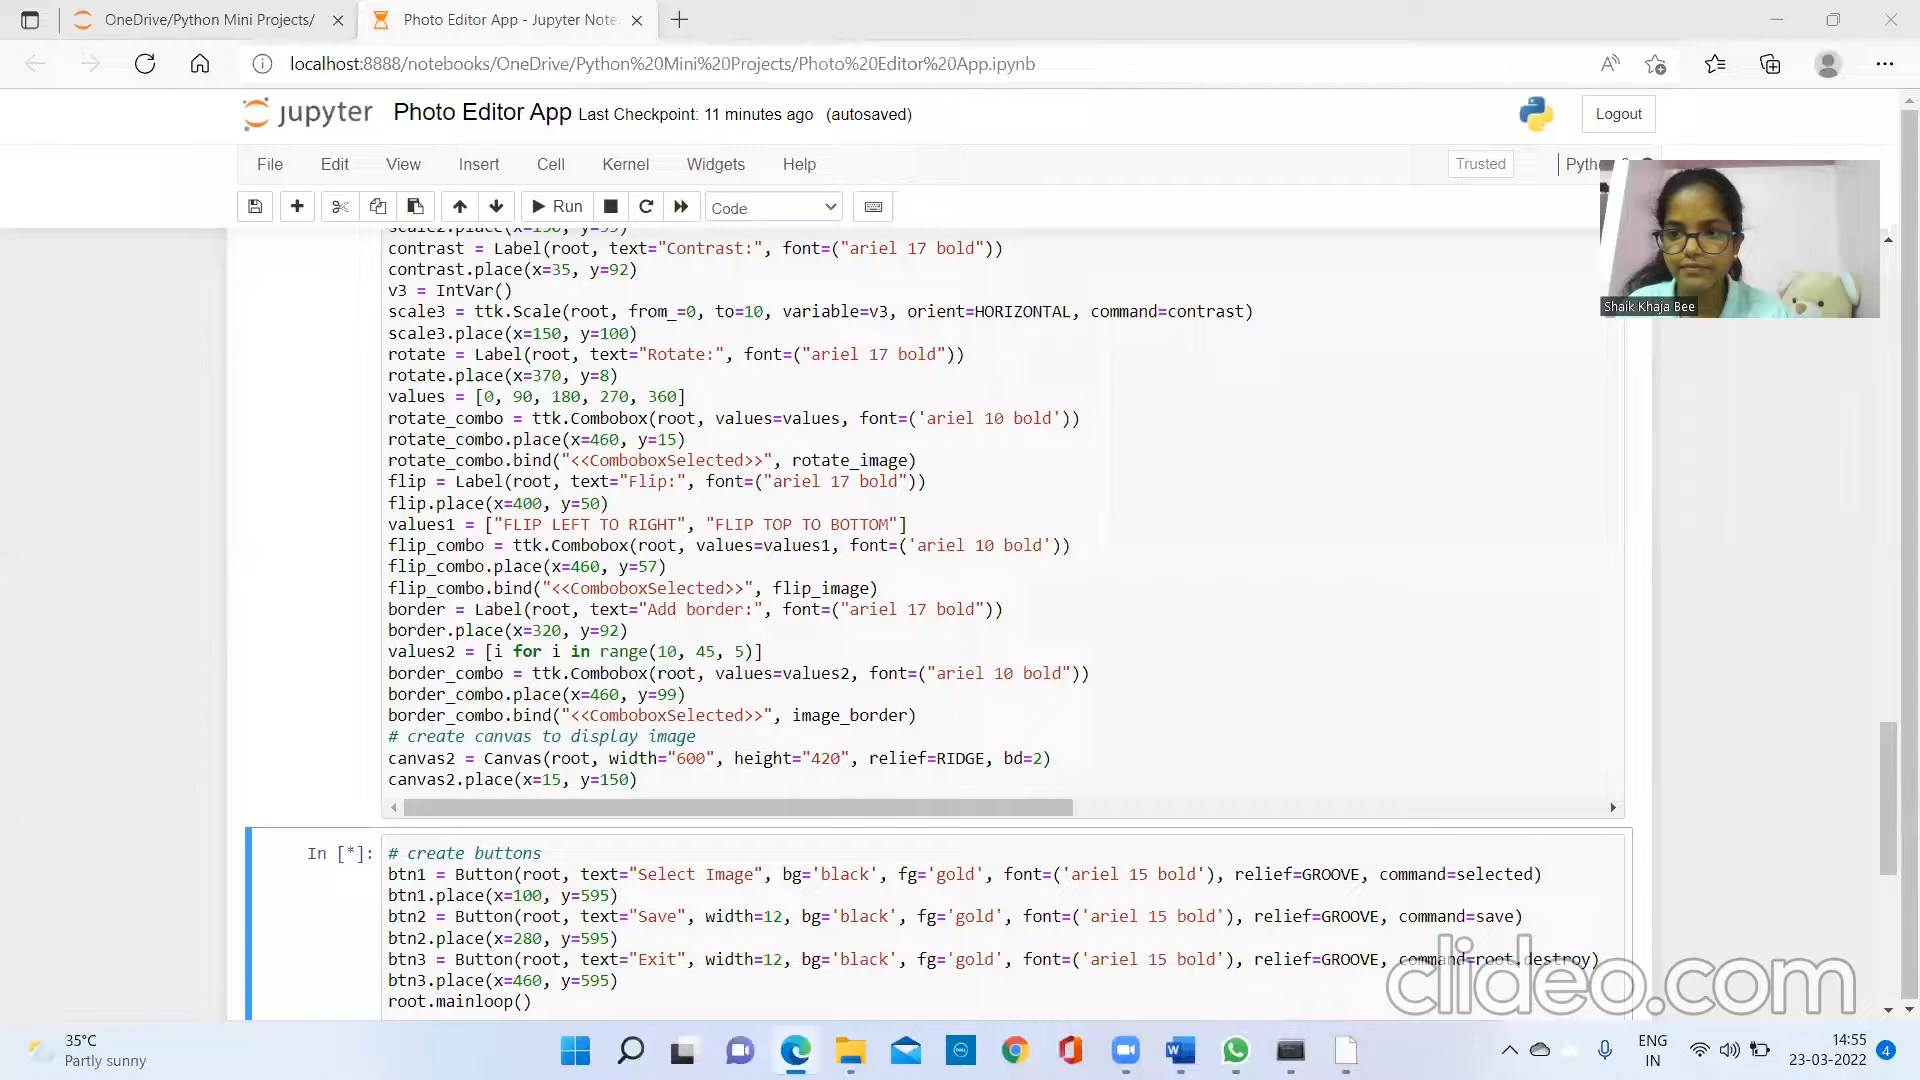 OneDrive/Python Mini Projects/
Photo Editor App - Jupyter Note
localhost:8888/notebooks/OneDrive/Python%20Mini%20Projects/Photo%20Editor%20App.ipynb
jupyter Photo Editor App Last Checkpoint: 11 minutes ago (autosaved)
Logout
File Edit View Insert Cell Kernel Widgets Help
Trusted
Run
Code
contrast = Label(root, text="Contrast:", font=("ariel 17 bold"))
contrast.place(x=35, y=92)
v3 = IntVar()
scale3 = ttk.Scale(root, from_=0, to=10, variable=v3, orient=HORIZONTAL, command=contrast)
scale3.place(x=150, y=100)
rotate = Label(root, text="Rotate:", font=("ariel 17 bold"))
rotate.place(x=370, y=8)
values = [0, 90, 180, 270, 360]
rotate_combo = ttk.Combobox(root, values=values, font=('ariel 10 bold'))
rotate_combo.place(x=460, y=15)
rotate_combo.bind("<<ComboboxSelected>>", rotate_image)
flip = Label(root, text="Flip:", font=("ariel 17 bold"))
flip.place(x=400, y=50)
values1 = ["FLIP LEFT TO RIGHT", "FLIP TOP TO BOTTOM"]
flip_combo = ttk.Combobox(root, values=values1, font=('ariel 10 bold'))
flip_combo.place(x=460, y=57)
flip_combo.bind("<<ComboboxSelected>>", flip_image)
border = Label(root, text="Add border:", font=("ariel 17 bold"))
border.place(x=320, y=92)
values2 = [i for i in range(10, 45, 5)]
border_combo = ttk.Combobox(root, values=values2, font=("ariel 10 bold"))
border_combo.place(x=460, y=99)
border_combo.bind("<<ComboboxSelected>>", image_border)
# create canvas to display image
canvas2 = Canvas(root, width="600", height="420", relief=RIDGE, bd=2)
canvas2.place(x=15, y=150)
Shaik Khaja Bee
In [*]:
# create buttons
btn1 = Button(root, text="Select Image", bg='black', fg='gold', font=('ariel 15 bold'), relief=GROOVE, command=selected)
btn1.place(x=100, y=595)
btn2 = Button(root, text="Save", width=12, bg='black', fg='gold', font=('ariel 15 bold'), relief=GROOVE, command=save)
btn2.place(x=280, y=595)
btn3 = Button(root, text="Exit", width=12, bg='black', fg='gold', font=('ariel 15 bold'), relief=GROOVE, command=root.destroy)
btn3.place(x=460, y=595)
root.mainloop()
clideo.com
35°C
Partly sunny
ENG
IN
14:55
23-03-2022
4